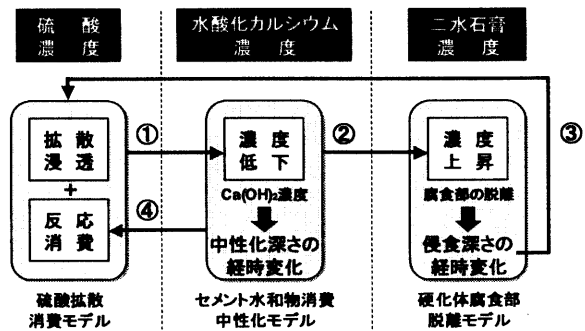 硫 酸
濃 度
水酸化カルシウム
濃 度
二水石膏
濃 度
拡 散
浸 透
+
反 応
消 費
①
④
濃 度
低 下
Ca(OH)₂濃度
中性化深さの
経時変化
②
濃 度
上 昇
腐食部の脱離
侵食深さの
経時変化
③
硫酸拡散
消費モデル
セメント水和物消費
中性化モデル
硬化体腐食部
脱離モデル